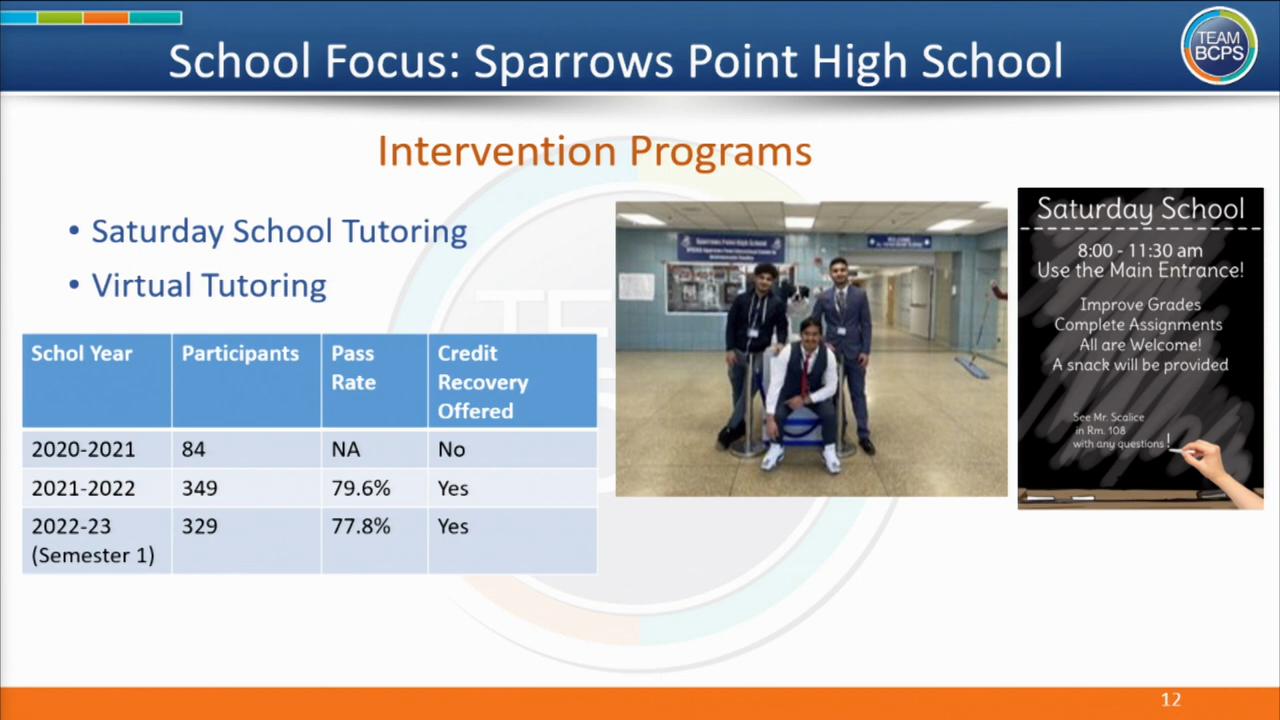 School Focus: Sparrows Point High School
TEAM
BCPS
Intervention Programs
• Saturday School Tutoring
• Virtual Tutoring
Schol Year Participants Pass Rate Credit Recovery Offered
2020-2021 84 NA No
2021-2022 349 79.6% Yes
2022-23 (Semester 1) 329 77.8% Yes
Sparrows Point High School
Saturday School
8:00 - 11:30 am
Use the Main Entrance!
Improve Grades
Complete Assignments
All are Welcome!
A snack will be provided
See Mr. Scalice
in Rm. 108
with any questions!
12